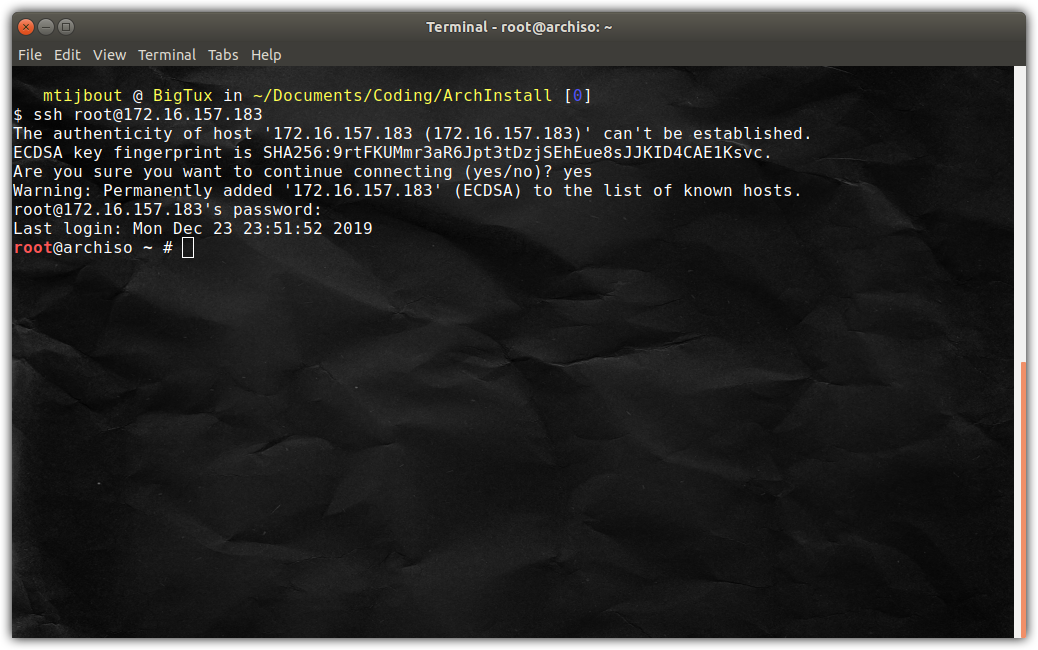 Terminal - root@archiso: ~
File Edit View Terminal Tabs Help
mtijbout @ BigTux in ~/Documents/Coding/ArchInstall [0]
$ ssh root@172.16.157.183
The authenticity of host '172.16.157.183 (172.16.157.183)' can't be established.
ECDSA key fingerprint is SHA256:9rtFKUMmr3aR6Jpt3tDzjSEhEue8sJJKID4CAE1Ksvc.
Are you sure you want to continue connecting (yes/no)? yes
Warning: Permanently added '172.16.157.183' (ECDSA) to the list of known hosts.
root@172.16.157.183's password:
Last login: Mon Dec 23 23:51:52 2019
root@archiso ~ #